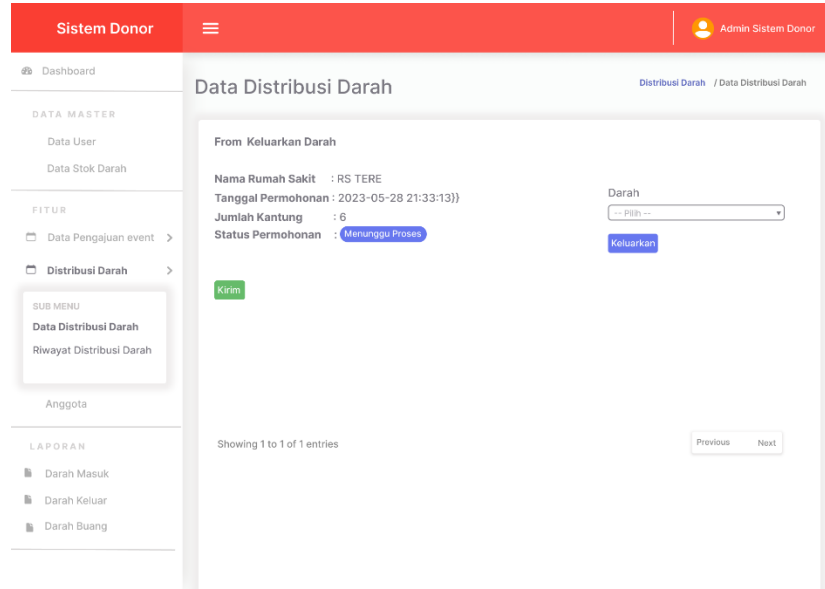 Sistem Donor
Admin Sistem Donor
Dashboard
DATA MASTER
Data User
Data Stok Darah
FITUR
Data Pengajuan event
Distribusi Darah
SUB MENU
Data Distribusi Darah
Riwayat Distribusi Darah
Anggota
LAPORAN
Darah Masuk
Darah Keluar
Darah Buang
Data Distribusi Darah
Distribusi Darah / Data Distribusi Darah
From Keluarkan Darah
Nama Rumah Sakit : RS TERE
Tanggal Permohonan : 2023-05-28 21:33:13}}
Jumlah Kantung : 6
Status Permohonan : Menunggu Proses
Darah
-- Pilih --
Keluarkan
Kirim
Showing 1 to 1 of 1 entries
Previous Next